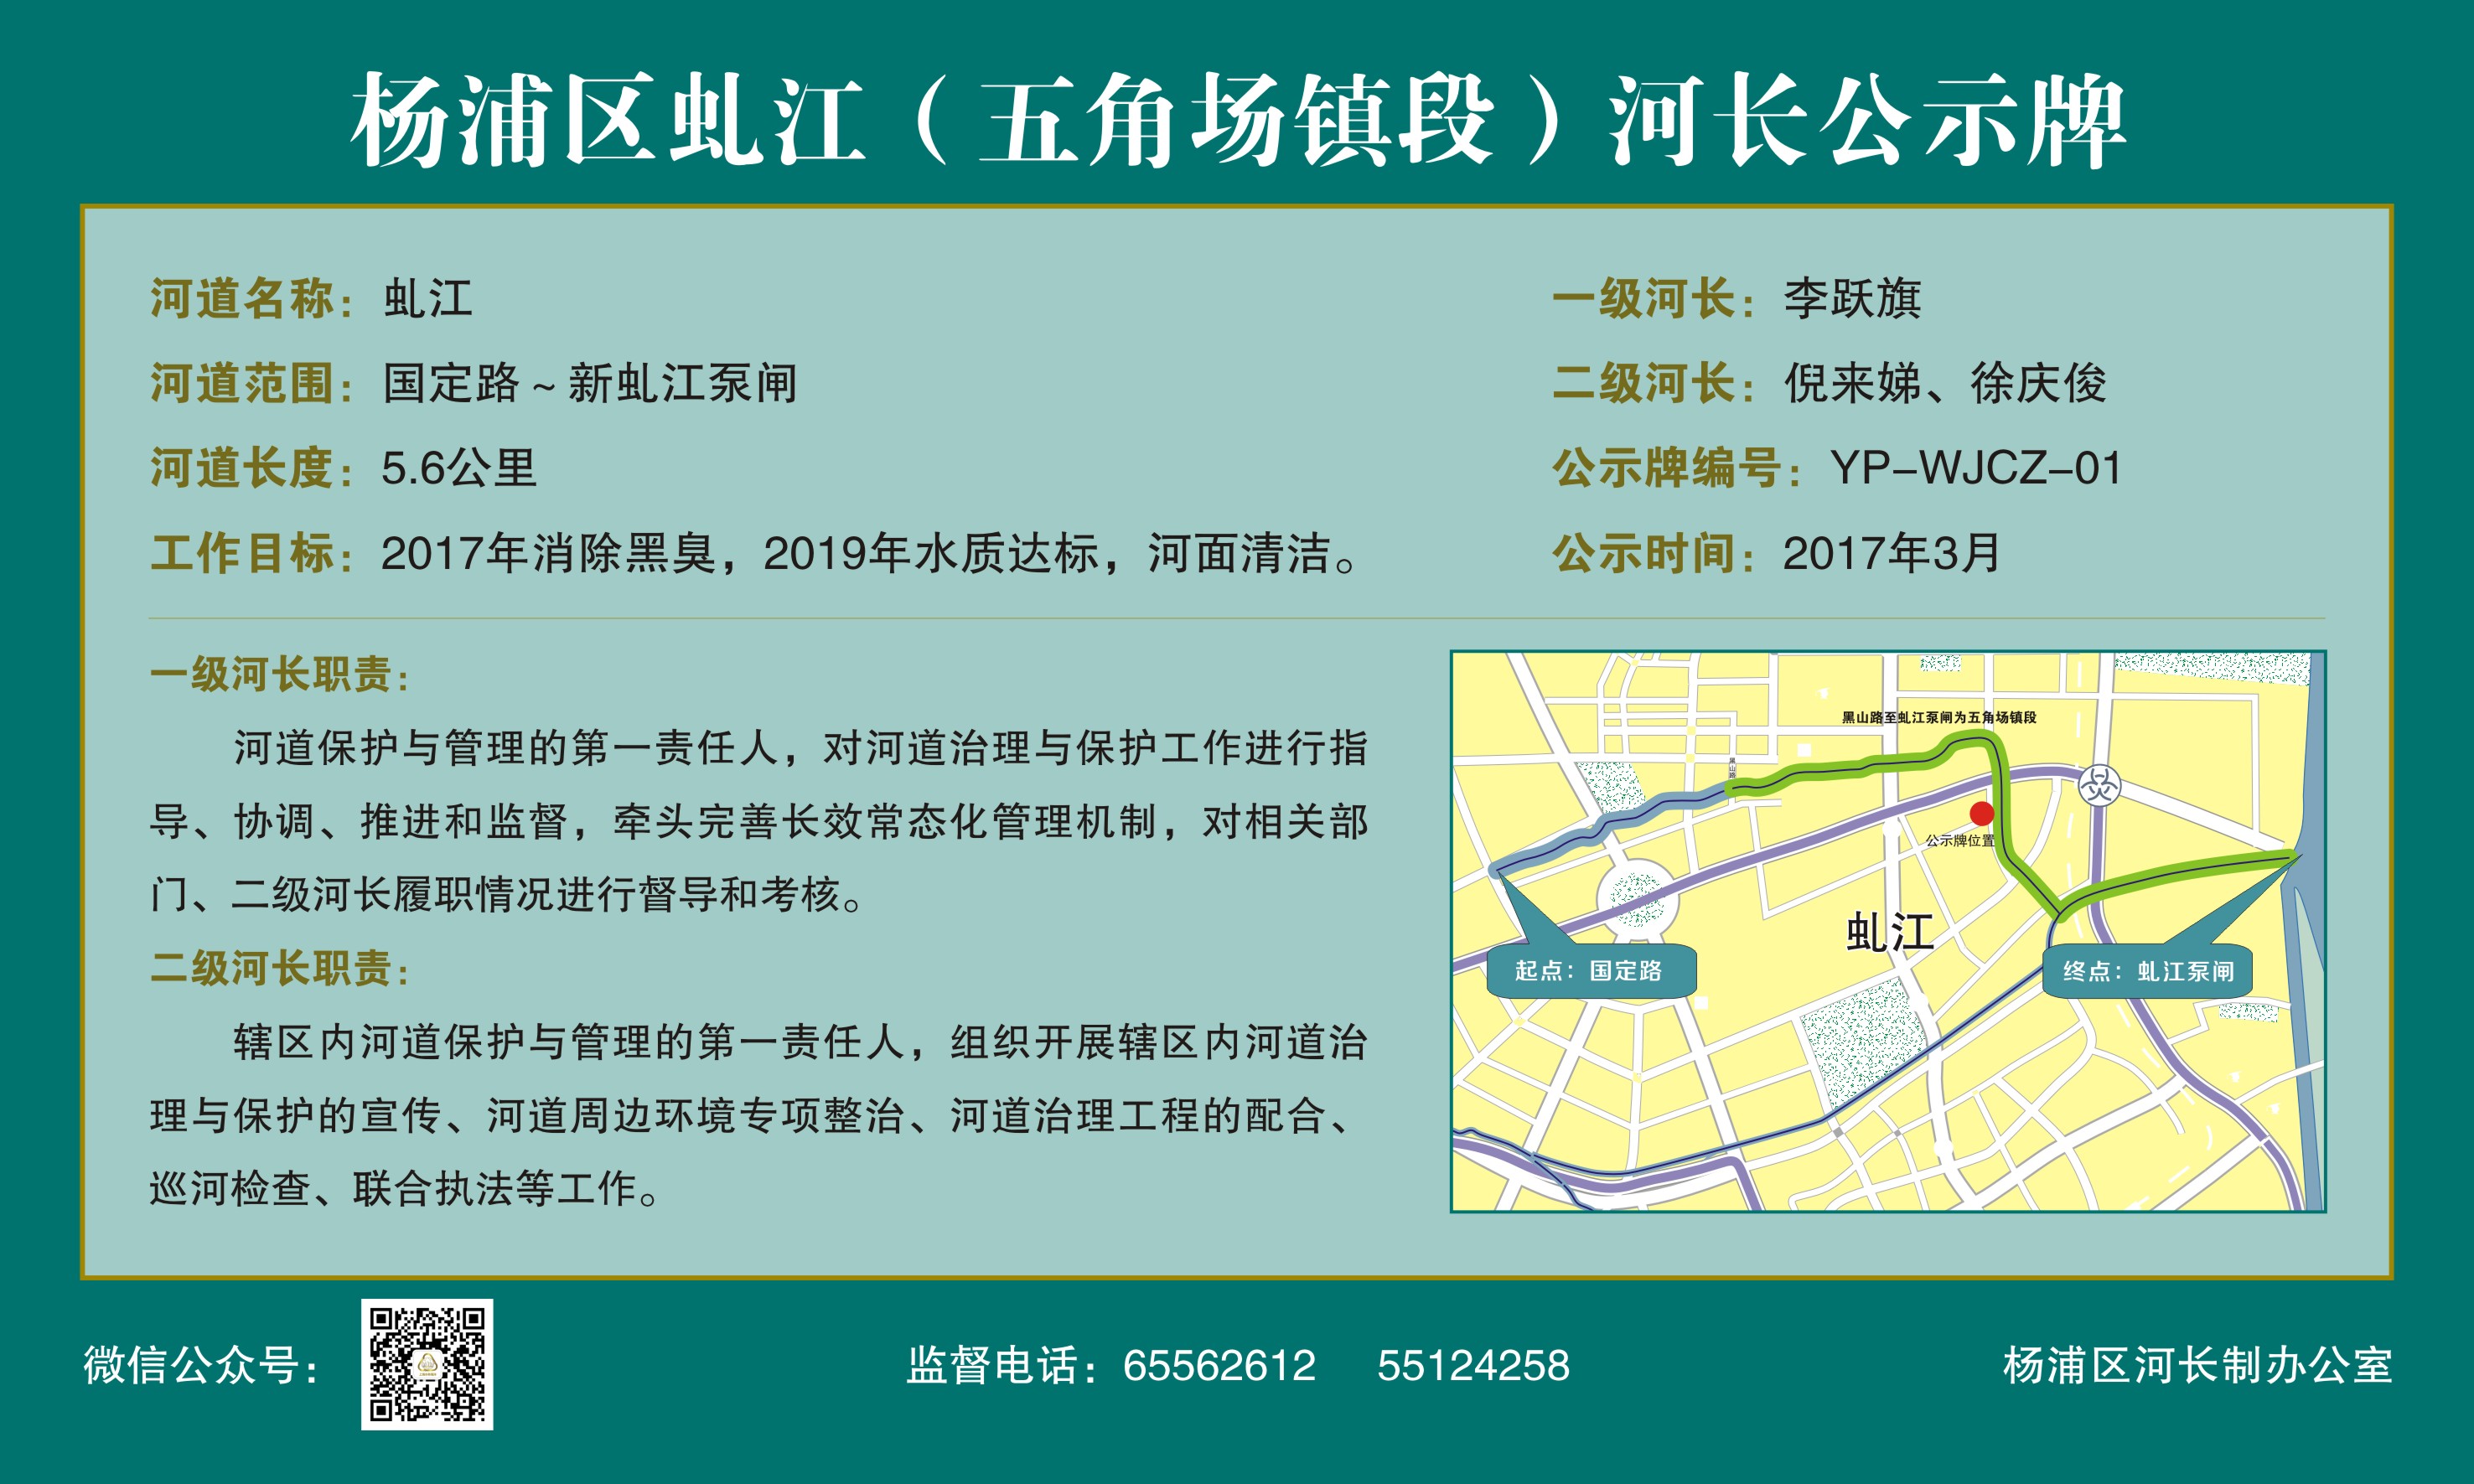 杨浦区虬江（五角场镇段）河长公示牌
河道名称：虬江
河道范围：国定路～新虬江泵闸
河道长度：5.6公里
工作目标：2017年消除黑臭，2019年水质达标，河面清洁。
一级河长：李跃旗
二级河长：倪来娣、徐庆俊
公示牌编号：YP-WJCZ-01
公示时间：2017年3月
一级河长职责：
河道保护与管理的第一责任人，对河道治理与保护工作进行指
导、协调、推进和监督，牵头完善长效常态化管理机制，对相关部
门、二级河长履职情况进行督导和考核。
二级河长职责：
辖区内河道保护与管理的第一责任人，组织开展辖区内河道治
理与保护的宣传、河道周边环境专项整治、河道治理工程的配合、
巡河检查、联合执法等工作。
黑山路至虬江泵闸为五角场镇段
黑山路
公示牌位置
虬江
起点：国定路
终点：虬江泵闸
微信公众号：
监督电话：65562612 55124258
杨浦区河长制办公室